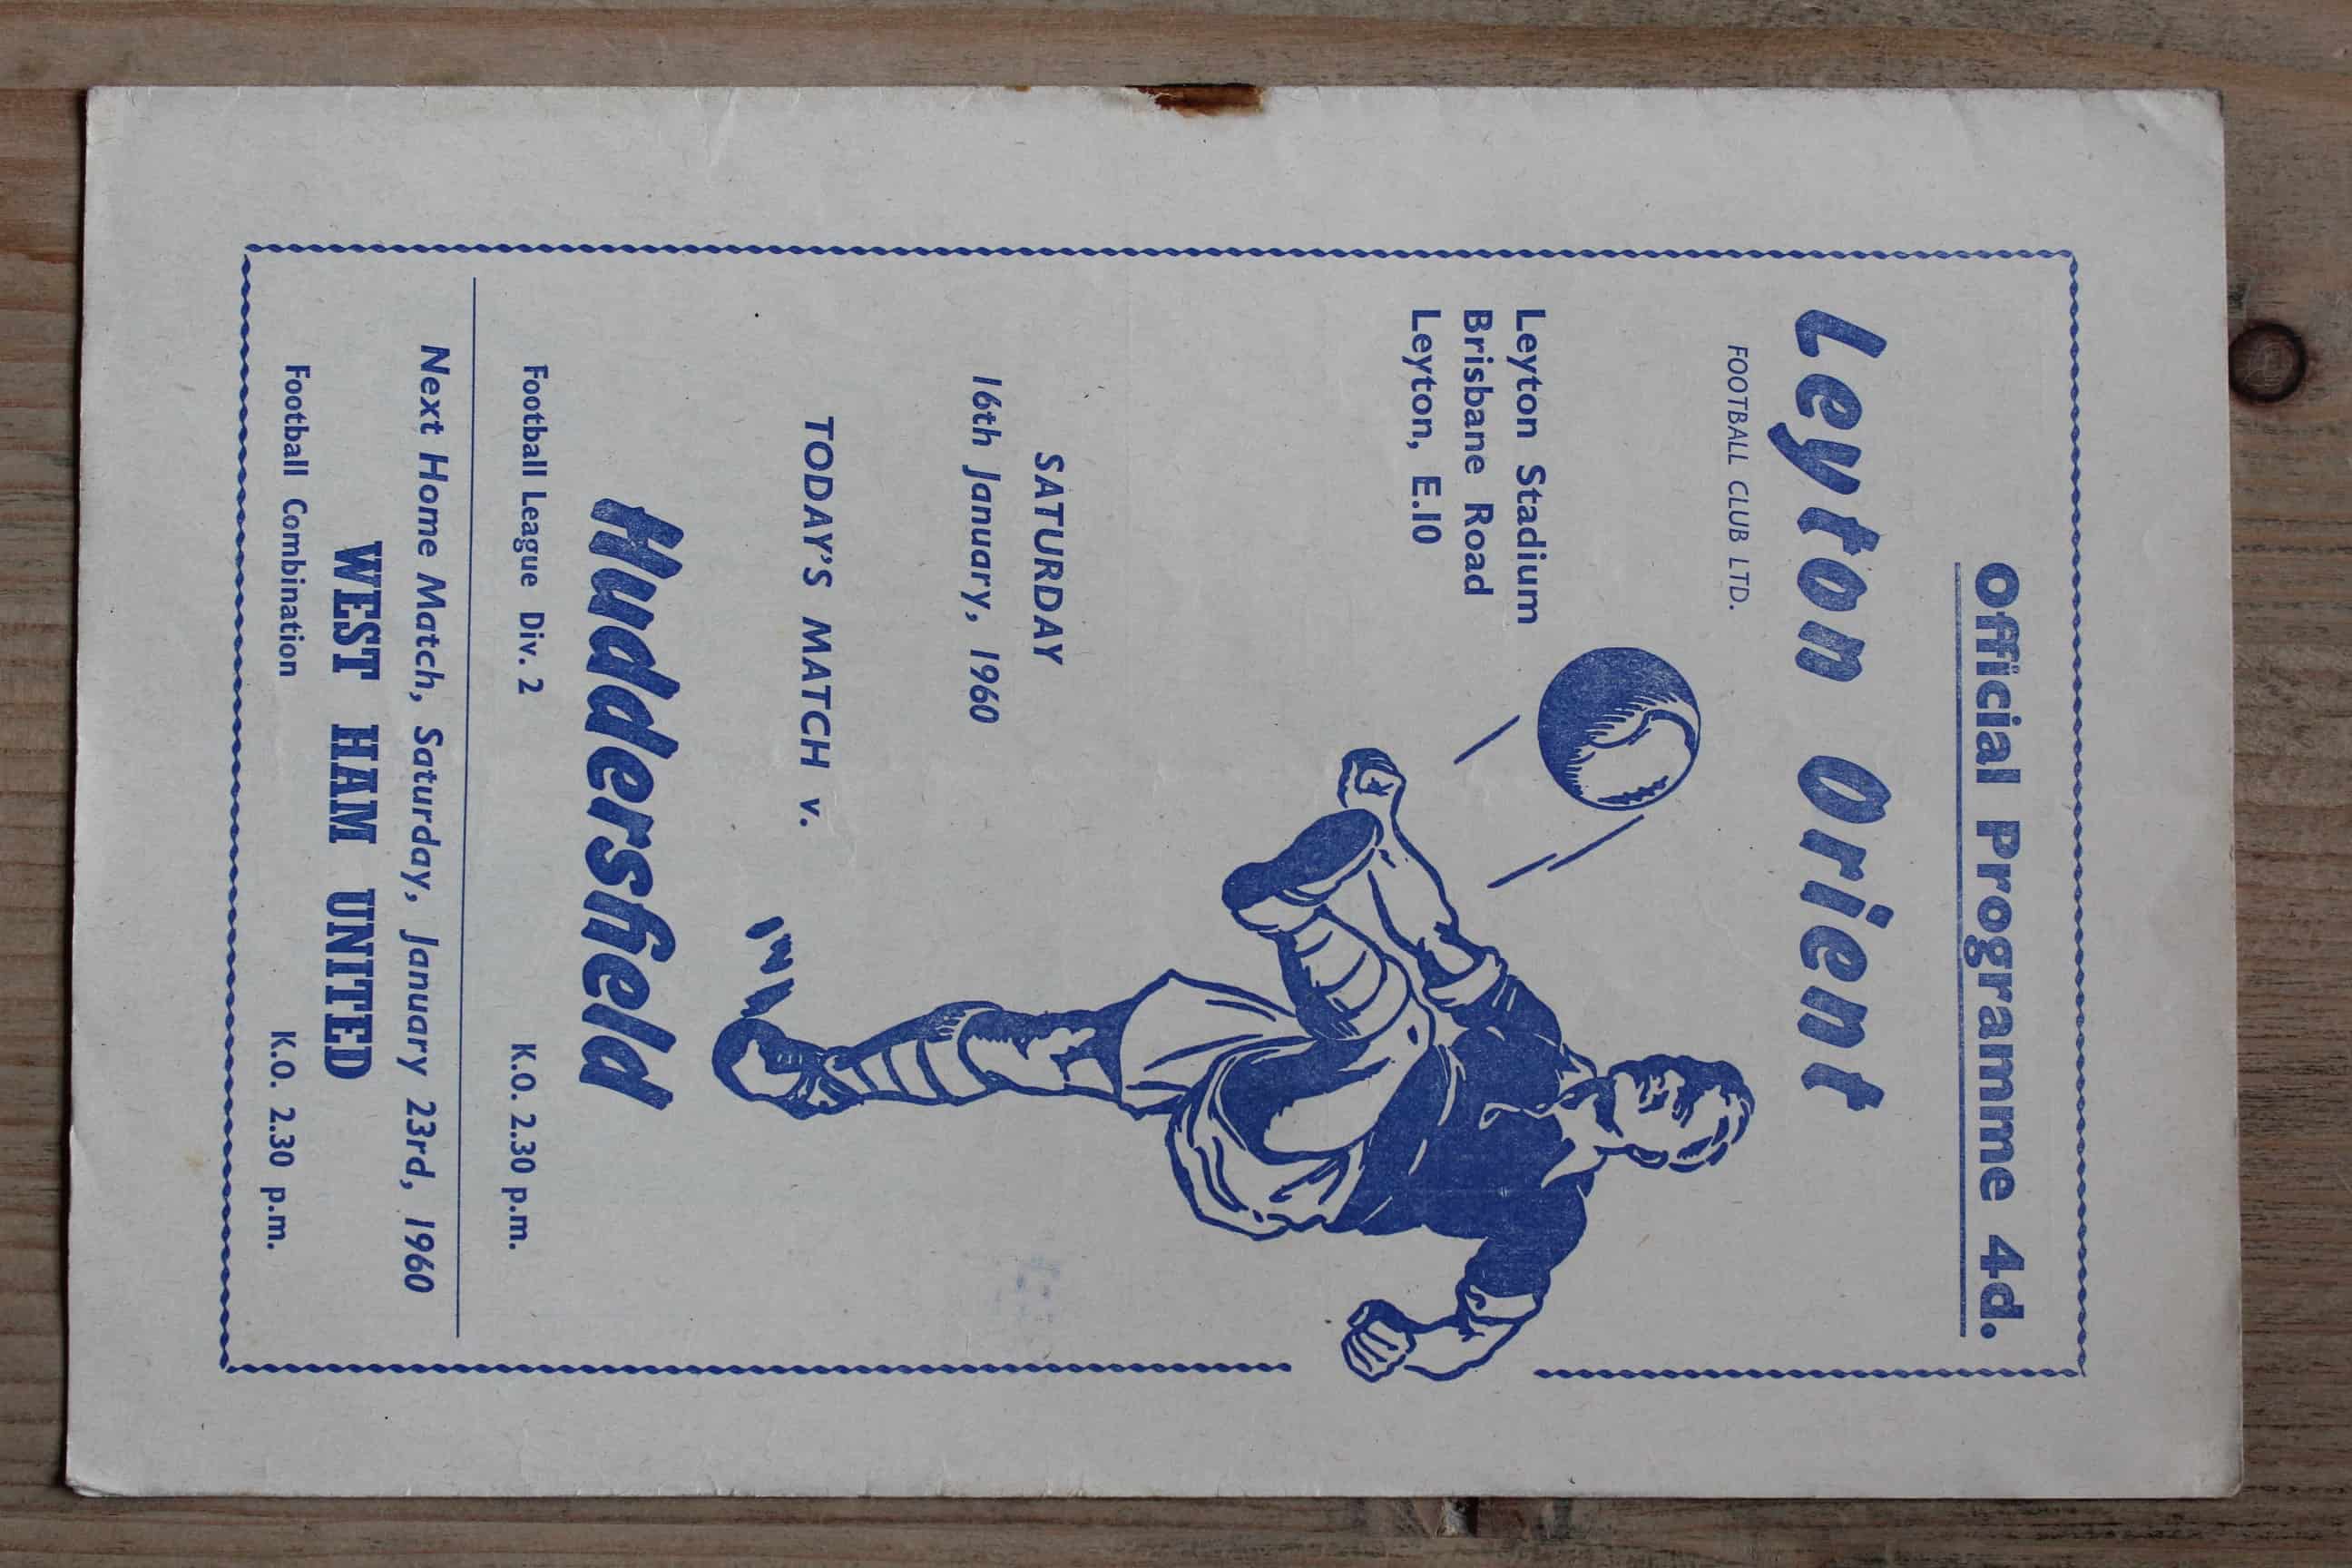 Official Programme 4d.
Leyton Orient
FOOTBALL CLUB LTD.
Leyton Stadium
Brisbane Road
Leyton, E.10
SATURDAY
16th January, 1960
TODAY'S MATCH v.
Huddersfield
Football League Div. 2 K.O. 2.30 p.m.
Next Home Match, Saturday, January 23rd, 1960
WEST HAM UNITED
Football Combination K.O. 2.30 p.m.